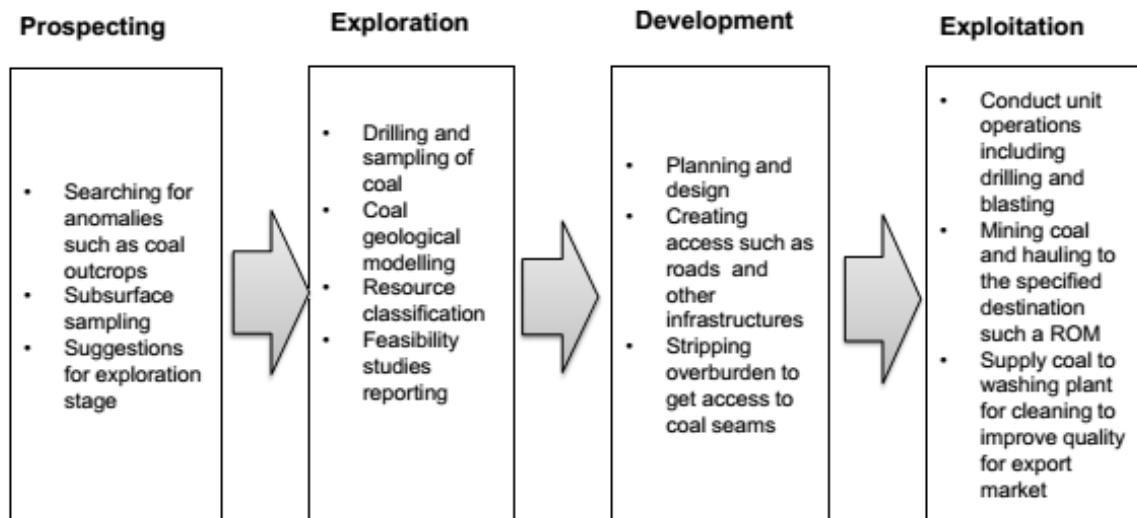 Prospecting
• Searching for
anomalies
such as coal
outcrops
• Subsurface
sampling
• Suggestions
for exploration
stage
Exploration
• Drilling and
sampling of
coal
• Coal
geological
modelling
• Resource
classification
• Feasibility
studies
reporting
Development
• Planning and
design
• Creating
access such as
roads and
other
infrastructures
• Stripping
overburden to
get access to
coal seams
Exploitation
• Conduct unit
operations
including
drilling and
blasting
• Mining coal
and hauling to
the specified
destination
such a ROM
• Supply coal to
washing plant
for cleaning to
improve quality
for export
market